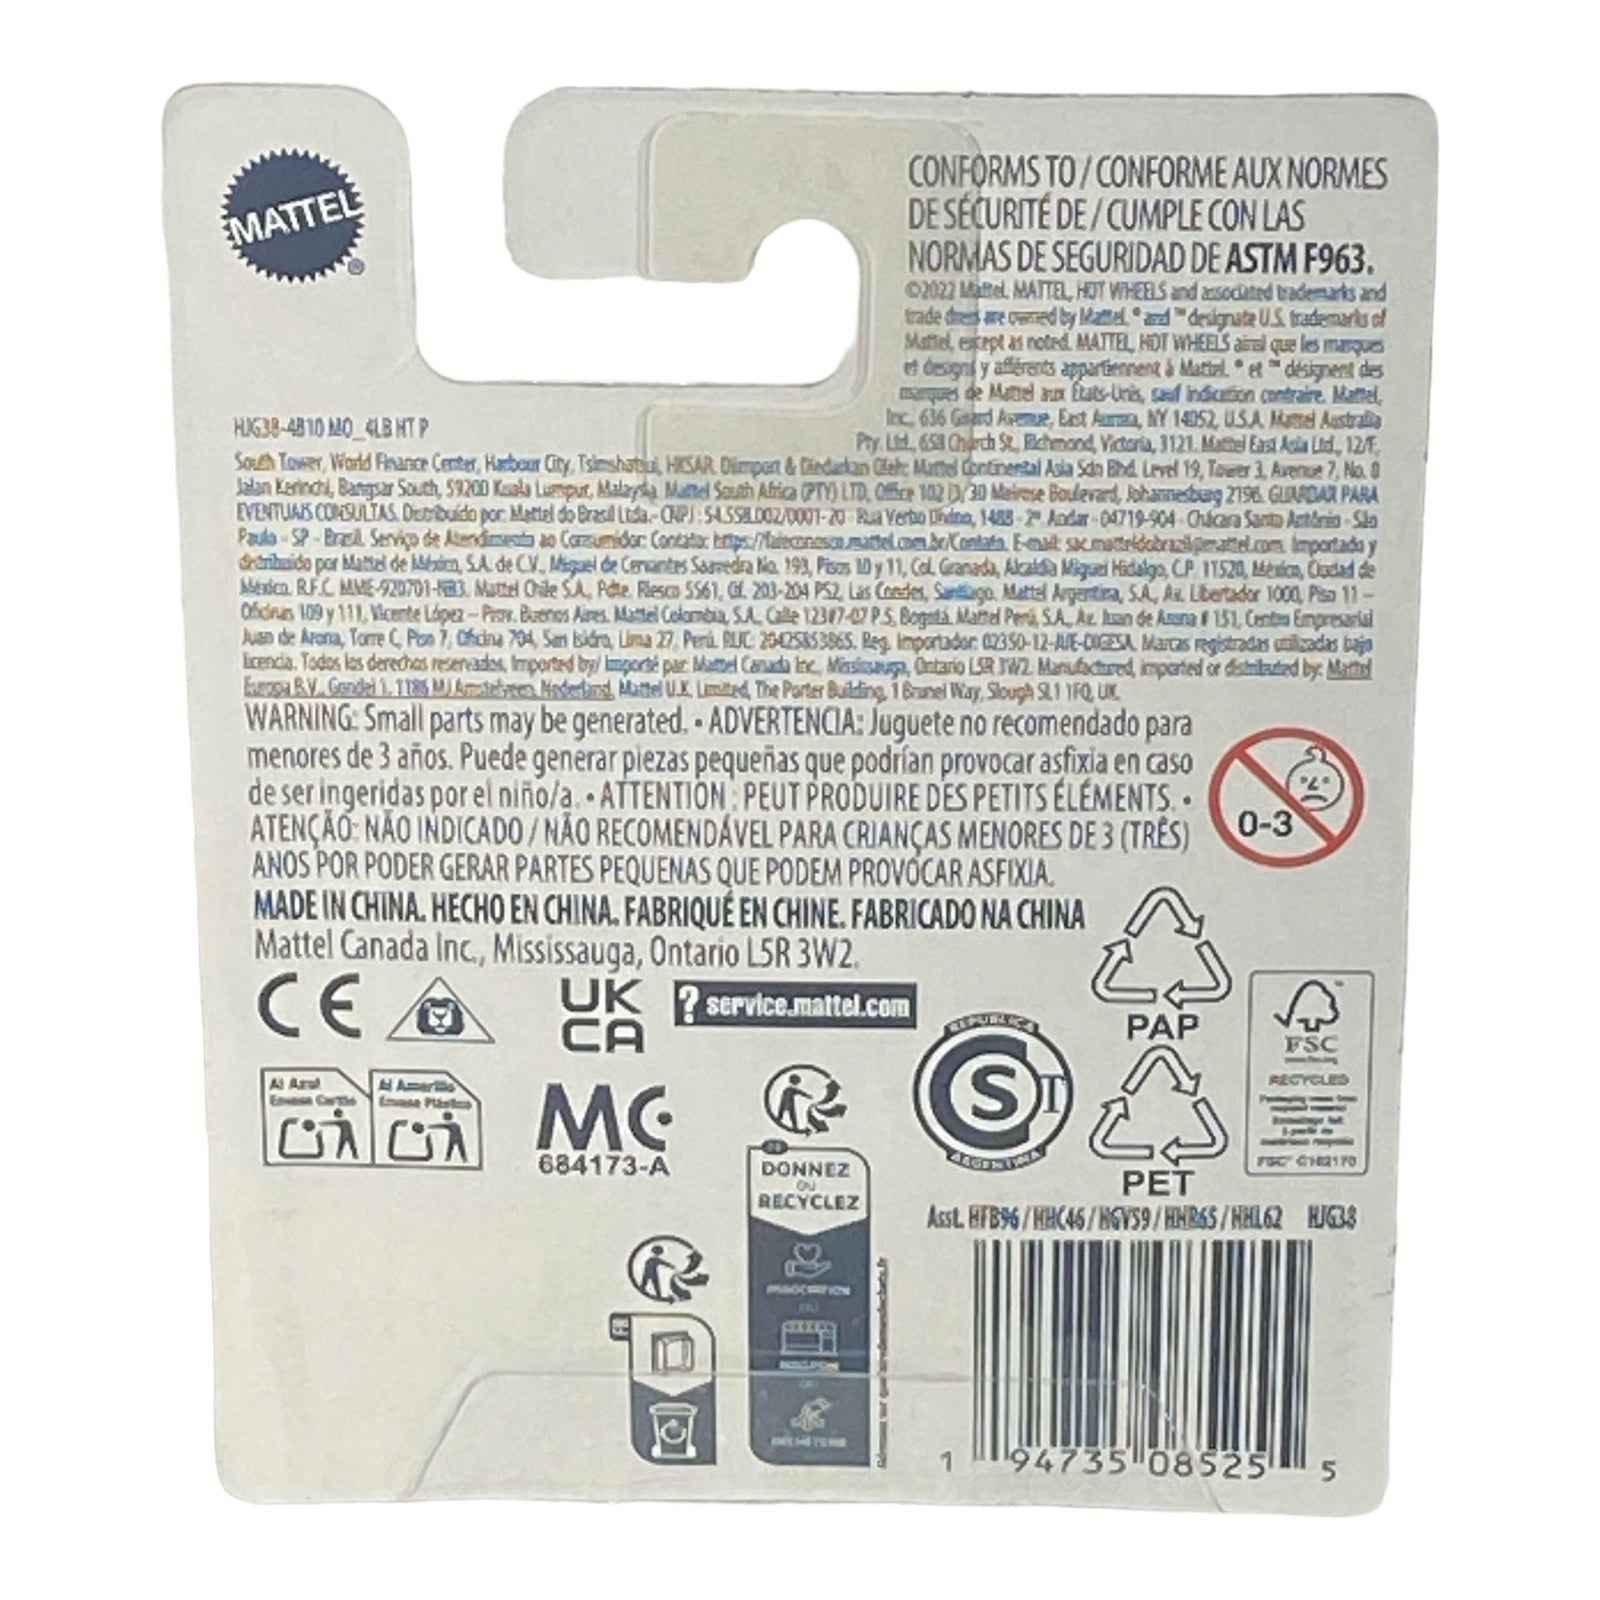 MATTEL
®
CONFORMS TO / CONFORME AUX NORMES
DE SÉCURITÉ DE / CUMPLE CON LAS
NORMAS DE SEGURIDAD DE ASTM F963.
©2022 Mattel. MATTEL, HOT WHEELS and associated trademarks and
trade dress are owned by Mattel. ® and ™ designate U.S. trademarks of
Mattel, except as noted. MATTEL, HOT WHEELS ainsi que les marques
et designs y afférents appartiennent à Mattel. ® et ™ désignent des
marques de Mattel aux États-Unis, sauf indication contraire. Mattel,
Inc., 636 Girard Avenue, East Aurora, NY 14052, U.S.A. Mattel Australia
HJG38-4B10 M0_4LB HT P
Pty. Ltd., 658 Church St., Richmond, Victoria, 3121. Mattel East Asia Ltd., 12/F,
South Tower, World Finance Center, Harbour City, Tsimshatsui, HKSAR. Diimport & Diedarkan Oleh: Mattel Continental Asia Sdn Bhd. Level 19, Tower 3, Avenue 7, No. 8
Jalan Kerinchi, Bangsar South, 59200 Kuala Lumpur, Malaysia. Mattel South Africa (PTY) LTD, Office 102 I3, 30 Melrose Boulevard, Johannesburg 2196. GUARDAR PARA
EVENTUAIS CONSULTAS. Distribuído por: Mattel do Brasil Ltda.- CNPJ : 54.558.002/0001-20 - Rua Verbo Divino, 1488 - 2º Andar - 04719-904 - Chácara Santo Antônio - São
Paulo - SP - Brasil. Serviço de Atendimento ao Consumidor: Contato: https://faleconosco.mattel.com.br/Contato. E-mail: sac.matteldobrazil@mattel.com. Importado y
distribuido por Mattel de México, S.A. de C.V., Miguel de Cervantes Saavedra No. 193, Pisos 10 y 11, Col. Granada, Alcaldía Miguel Hidalgo, C.P. 11520, México, Ciudad de
México. R.F.C. MME-920701-NB3. Mattel Chile S.A., Pdte. Riesco 5561, Of. 203-204 P52, Las Condes, Santiago. Mattel Argentina, S.A., Av. Libertador 1000, Piso 11 –
Oficinas 109 y 111, Vicente López – Prov. Buenos Aires. Mattel Colombia, S.A., Calle 123#7-07 P.5, Bogotá. Mattel Perú, S.A., Av. Juan de Arona # 151, Centro Empresarial
Juan de Arona, Torre C, Piso 7, Oficina 704, San Isidro, Lima 27, Perú. RUC: 20425853865. Reg. Importador: 02350-12-JUE-DIGESA. Marcas registradas utilizadas bajo
licencia. Todos los derechos reservados. Imported by/ Importé par: Mattel Canada Inc., Mississauga, Ontario L5R 3W2. Manufactured, imported or distributed by: Mattel
Europa B.V., Gondel 1, 1186 MJ Amstelveen, Nederland. Mattel U.K. Limited, The Porter Building, 1 Brunel Way, Slough SL1 1FQ, UK.
WARNING: Small parts may be generated. • ADVERTENCIA: Juguete no recomendado para
menores de 3 años. Puede generar piezas pequeñas que podrían provocar asfixia en caso
de ser ingeridas por el niño/a. • ATTENTION : PEUT PRODUIRE DES PETITS ÉLÉMENTS. •
ATENÇÃO: NÃO INDICADO / NÃO RECOMENDÁVEL PARA CRIANÇAS MENORES DE 3 (TRÊS)
ANOS POR PODER GERAR PARTES PEQUENAS QUE PODEM PROVOCAR ASFIXIA.
0-3
MADE IN CHINA. HECHO EN CHINA. FABRIQUÉ EN CHINE. FABRICADO NA CHINA
Mattel Canada Inc., Mississauga, Ontario L5R 3W2.
CE
UK
CA
? service.mattel.com
REPUBLICA
CST
ARGENTINA
PAP
PET
FSC
RECYCLED
FSC® C102170
Al Azul
Envase Cartón
Al Amarillo
Envase Plástico
MC
684173-A
FR
DONNEZ
OU
RECYCLEZ
FR
Asst. HFB96 / HHC46 / HGV59 / HHR65 / HHL62 HJG38
1 94735 08525 5